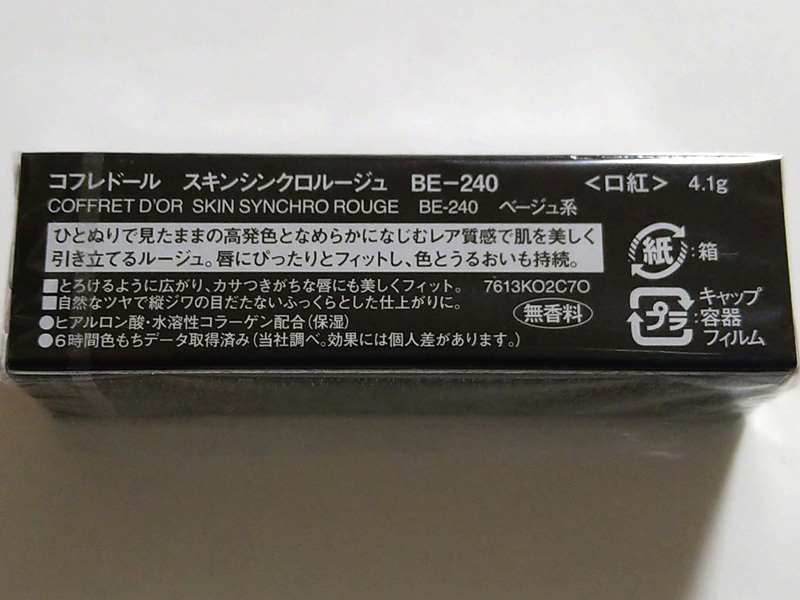 コフレドール スキンシンクロルージュ BE-240 <口紅> 4.1g
COFFRET D'OR SKIN SYNCHRO ROUGE BE-240 ベージュ系
ひとぬりで見たままの高発色となめらかになじむレア質感で肌を美しく
引き立てるルージュ。唇にぴったりとフィットし、色とうるおいも持続。
■とろけるように広がり、カサつきがちな唇にも美しくフィット。 7613KO2C7O
■自然なツヤで縦ジワの目だたないふっくらとした仕上がりに。
●ヒアルロン酸・水溶性コラーゲン配合(保湿)
●6時間色もちデータ取得済み(当社調べ。効果には個人差があります。)
無香料
紙:箱
プラ:キャップ
容器
フィルム